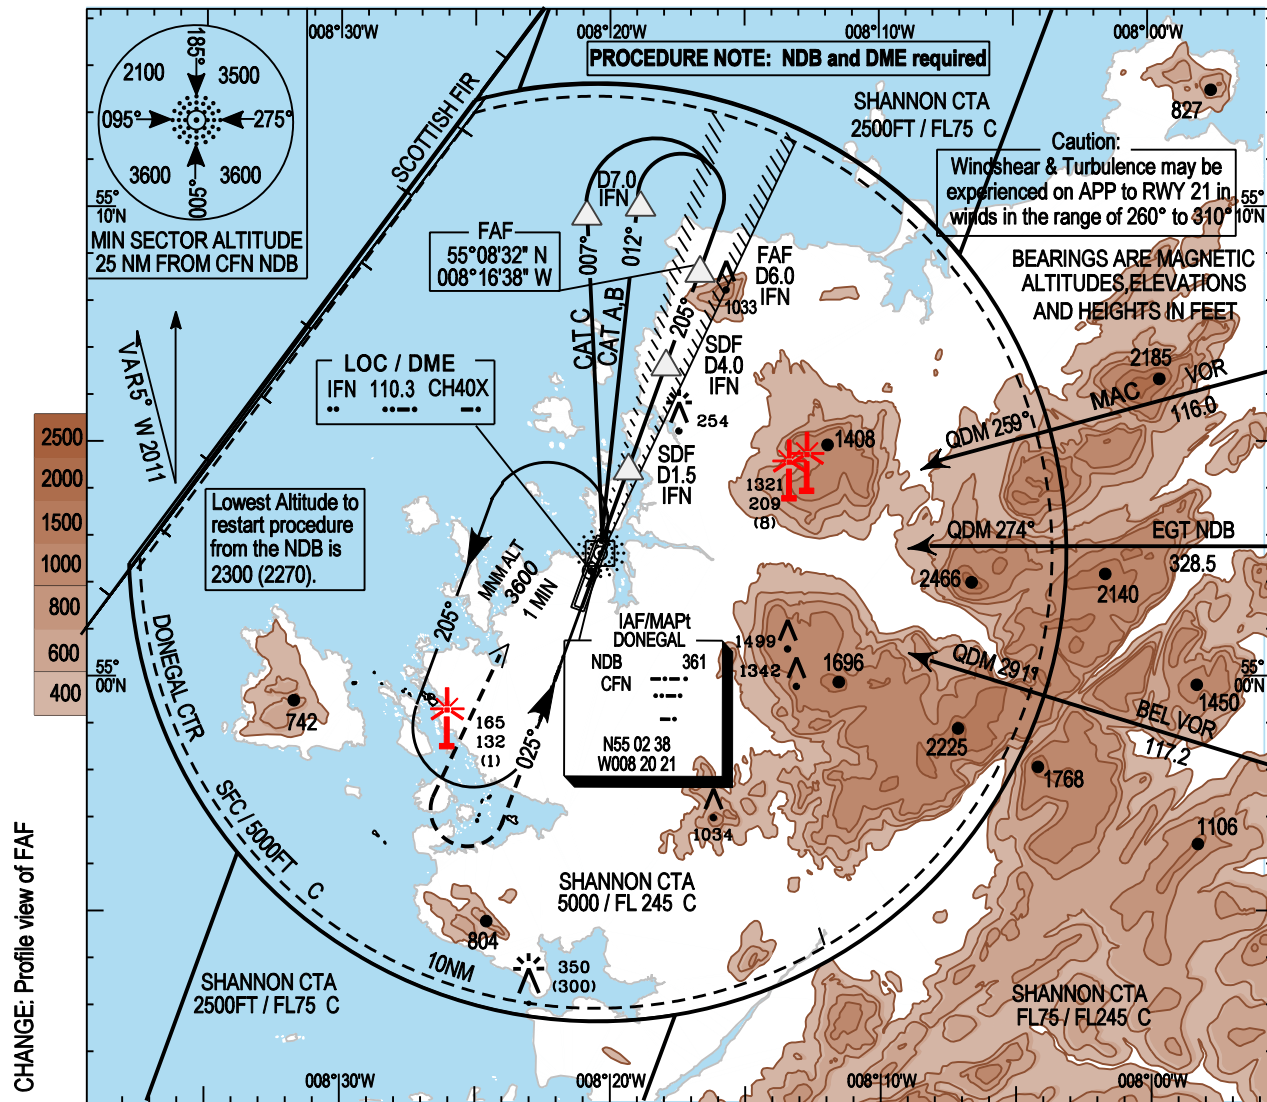 008°30'W
008°20'W
008°10'W
008°00'W
185°
2100
3500
095°
275°
3600
3600
005°
MIN SECTOR ALTITUDE
25 NM FROM CFN NDB
SCOTTISH FIR
PROCEDURE NOTE: NDB and DME required
SHANNON CTA
2500FT / FL75 C
827
Caution:
Windshear & Turbulence may be
experienced on APP to RWY 21 in
winds in the range of 260° to 310°
55°
10'N
55°
10'N
BEARINGS ARE MAGNETIC
ALTITUDES,ELEVATIONS
AND HEIGHTS IN FEET
D7.0
IFN
FAF
55°08'32" N
008°16'38" W
007°
012°
CAT C
CAT A,B
205°
FAF
D6.0
IFN
1033
SDF
D4.0
IFN
254
SDF
D1.5
IFN
VAR5° W 2011
LOC / DME
IFN 110.3 CH40X
2185
MAC VOR
116.0
QDM 259°
1408
1321
209
(8)
2500
2000
1500
1000
800
600
400
Lowest Altitude to
restart procedure
from the NDB is
2300 (2270).
QDM 274°
EGT NDB
328.5
2466
2140
MNM ALT
3600
1 MIN
205°
025°
IAF/MAPt
DONEGAL
NDB 361
CFN
N55 02 38
W008 20 21
1499
1342
1696
QDM 291°
BEL VOR
117.2
55°
00'N
55°
00'N
1450
742
165
132
(1)
2225
1768
1106
1034
DONEGAL CTR
SFC / 5000FT C
10NM
SHANNON CTA
5000 / FL 245 C
804
350
(300)
SHANNON CTA
2500FT / FL75 C
SHANNON CTA
FL75 / FL245 C
CHANGE: Profile view of FAF
008°30'W
008°20'W
008°10'W
008°00'W